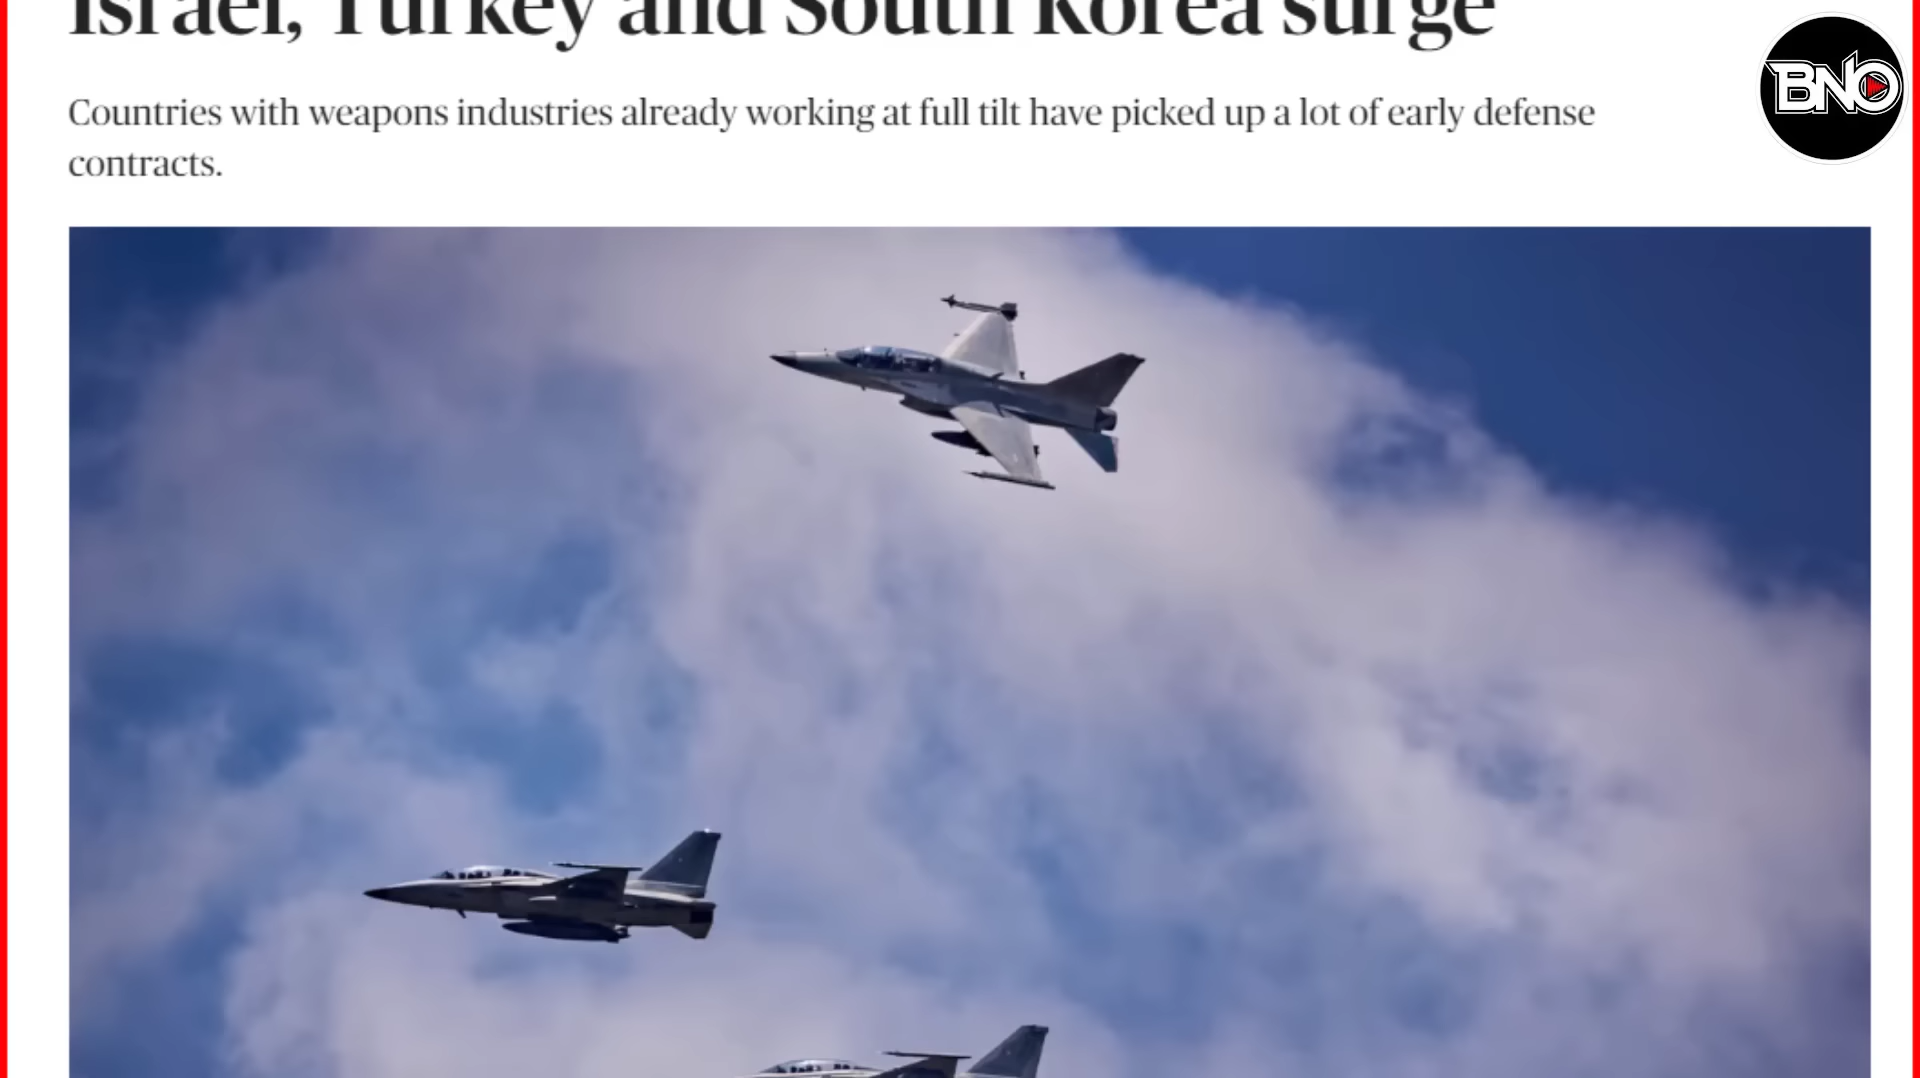 Israel, Turkey and South Korea surge
Countries with weapons industries already working at full tilt have picked up a lot of early defense
contracts.
BNO